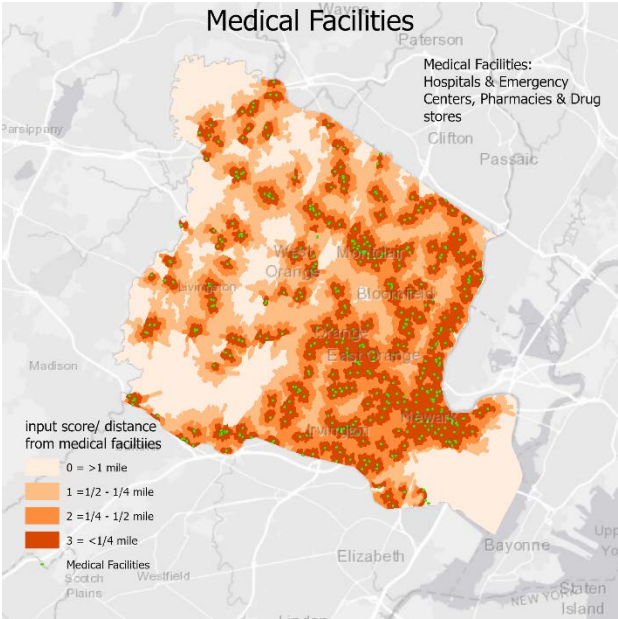 Medical Facilities
Wayne
Paterson
Medical Facilities:
Hospitals & Emergency
Centers, Pharmacies & Drug
stores
Parsippany
Clifton
Passaic
West
Orange
Montclair
Livingston
Bloomfield
Orange
East Orange
Madison
Newark
Irvington
input score/ distance
from medical faciltiies
0 = >1 mile
1 =1/2 - 1/4 mile
2 =1/4 - 1/2 mile
3 = <1/4 mile
Medical Facilities
Scotch
Plains
Westfield
Elizabeth
Bayonne
NEW YORK
Staten
Island
Linden